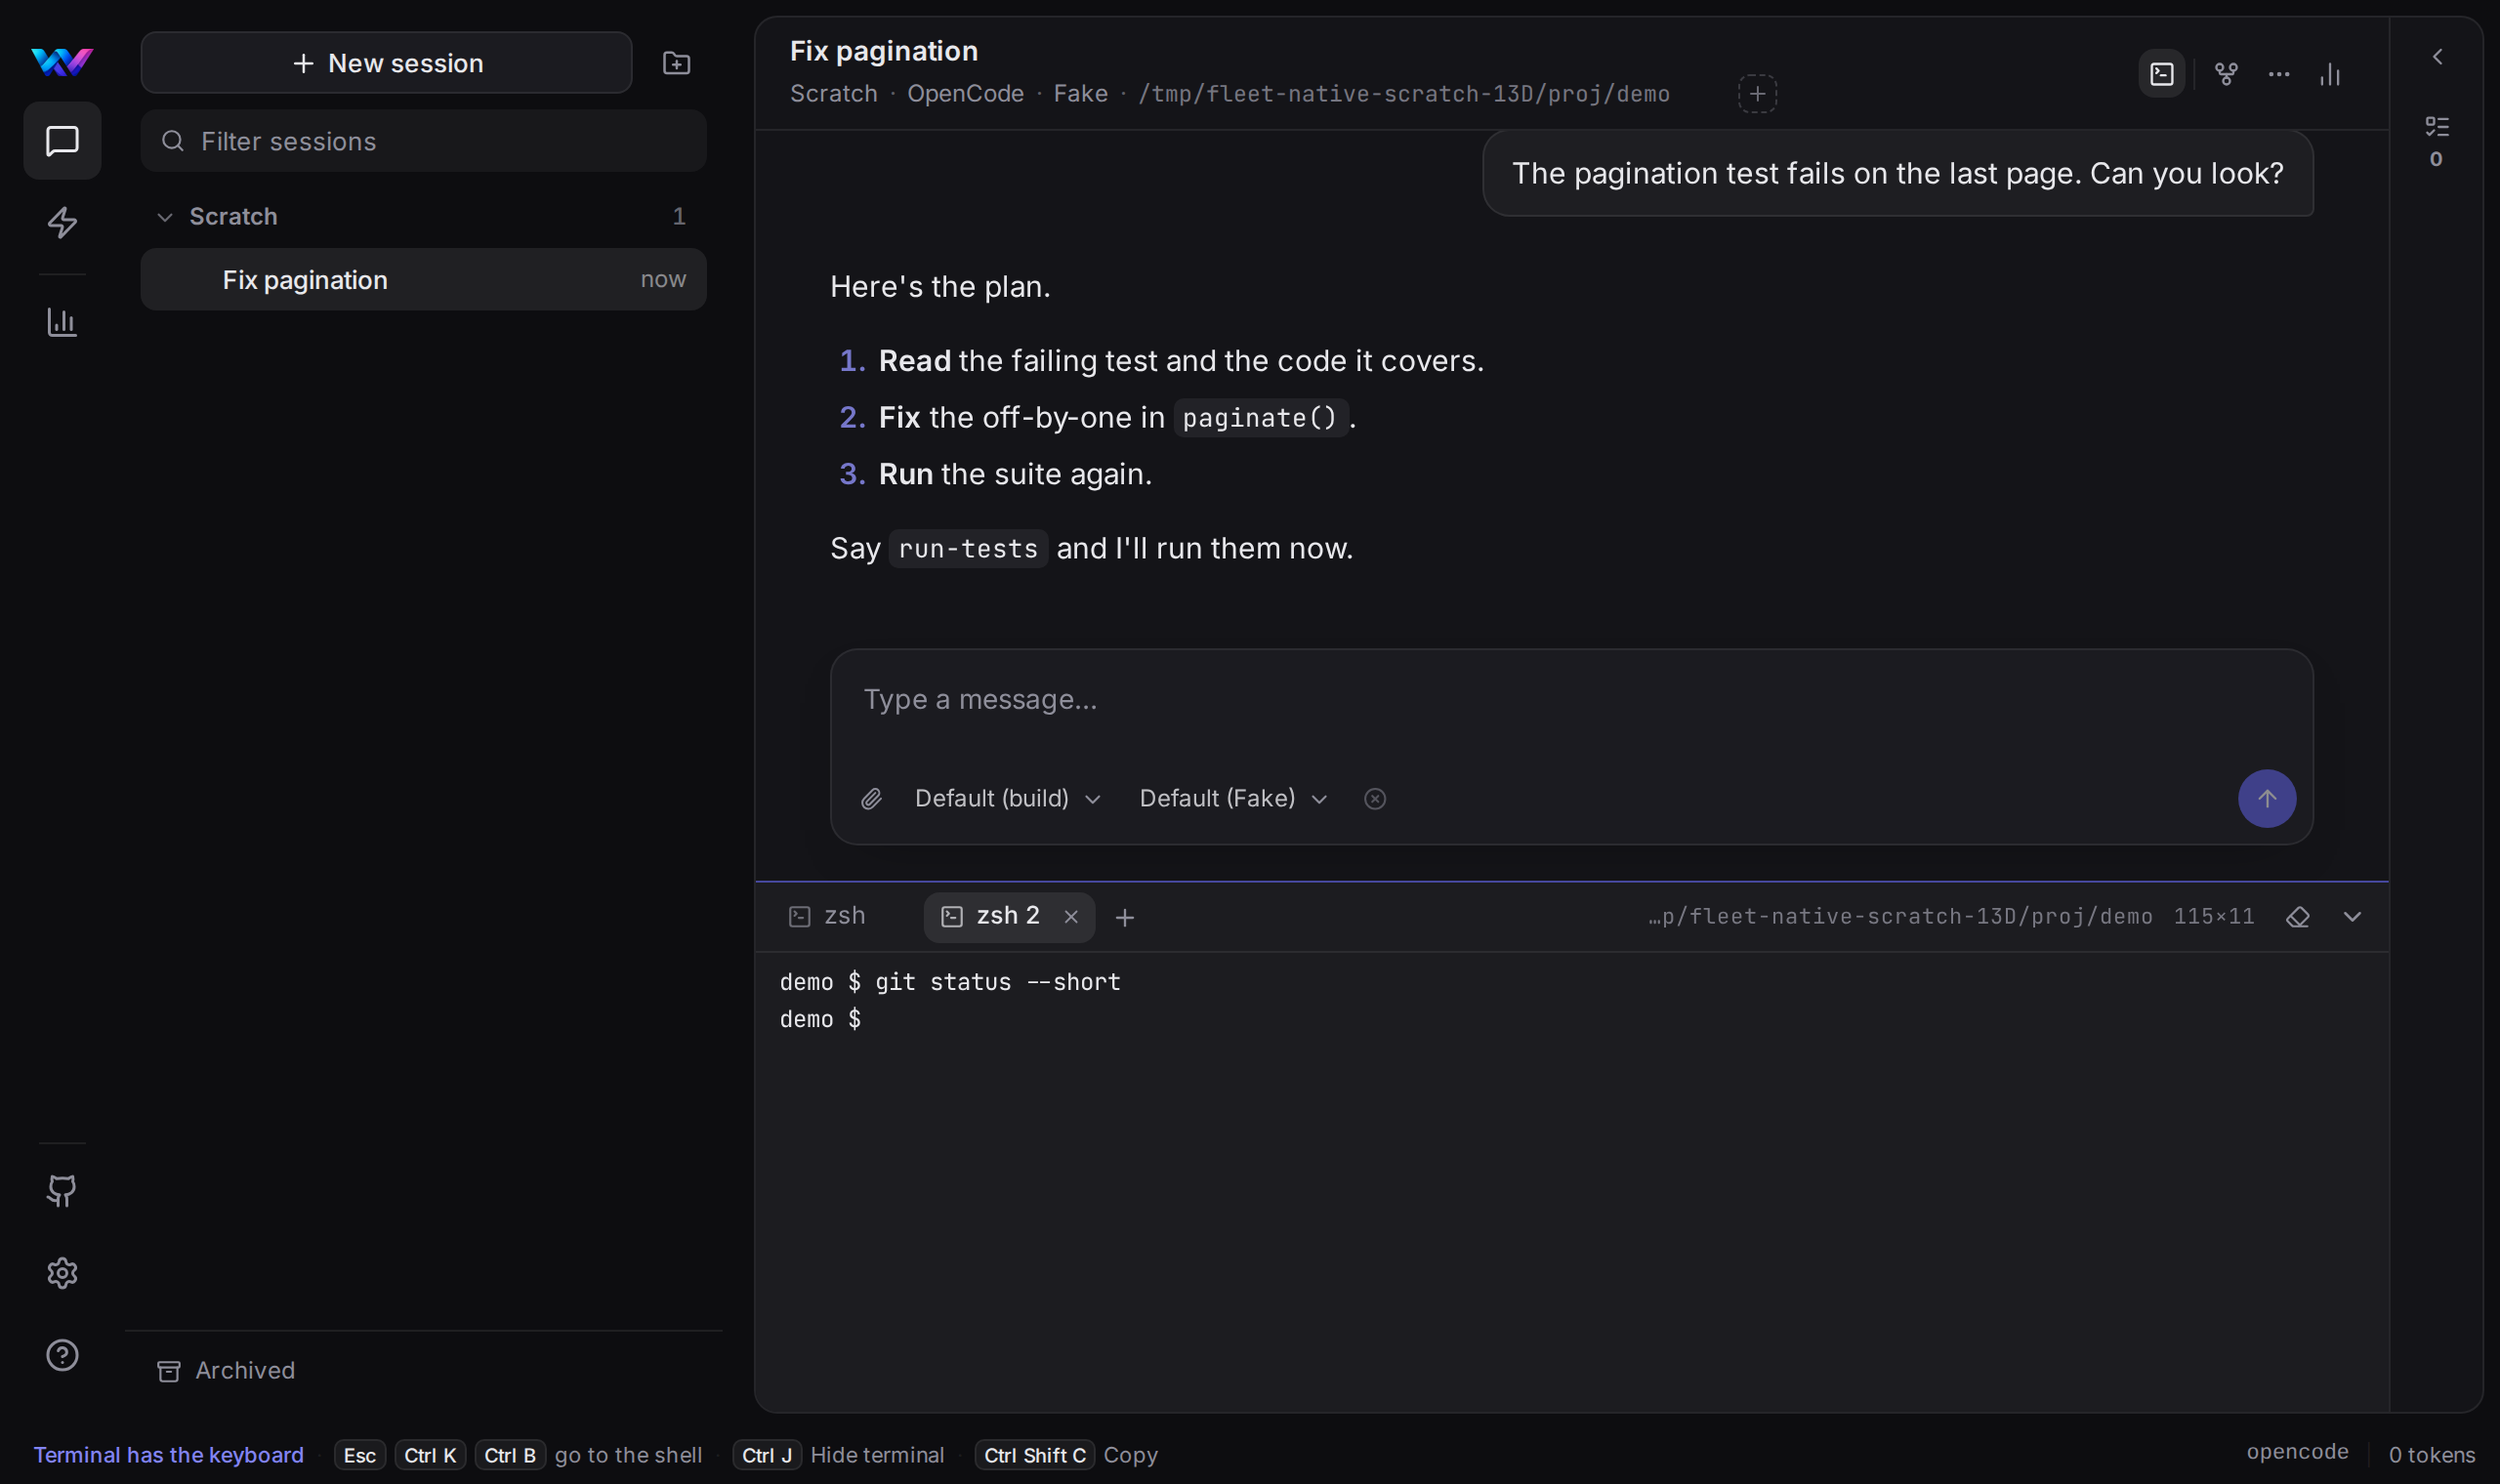 New session
Filter sessions
Scratch 1
Fix pagination now
Archived
Fix pagination
Scratch · OpenCode · Fake · /tmp/fleet-native-scratch-13D/proj/demo
0
The pagination test fails on the last page. Can you look?
Here's the plan.
1. Read the failing test and the code it covers.
2. Fix the off-by-one in paginate().
3. Run the suite again.
Say run-tests and I'll run them now.
Type a message...
Default (build) Default (Fake)
zsh zsh 2 …p/fleet-native-scratch-13D/proj/demo 115×11
demo $ git status --short
demo $
Terminal has the keyboard · Esc Ctrl K Ctrl B go to the shell · Ctrl J Hide terminal · Ctrl Shift C Copy opencode 0 tokens